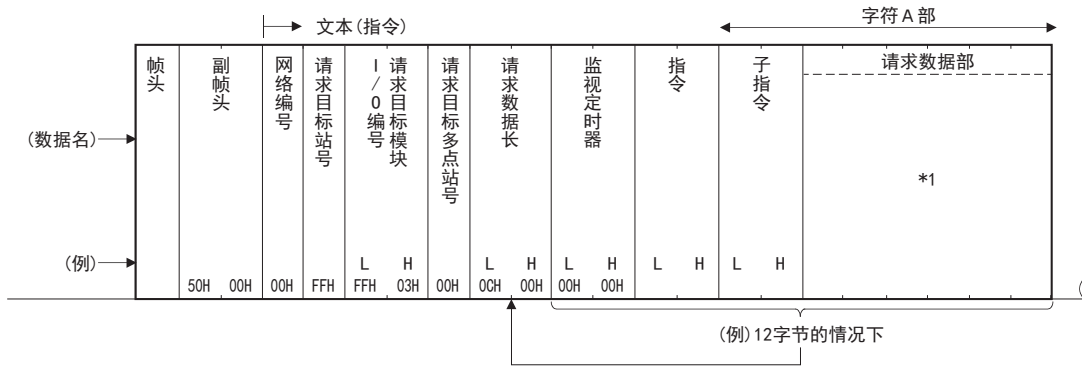 文本(指令)
字符A部
帧头
副帧头
网络编号
请求目标站号
请求目标模块
I/O编号
请求目标多点站号
请求数据长
监视定时器
指令
子指令
请求数据部
(数据名)
*1
(例)
L H L H L H L H L H
50H 00H 00H FFH FFH 03H 00H 0CH 00H 00H 00H
(
(例)12字节的情况下